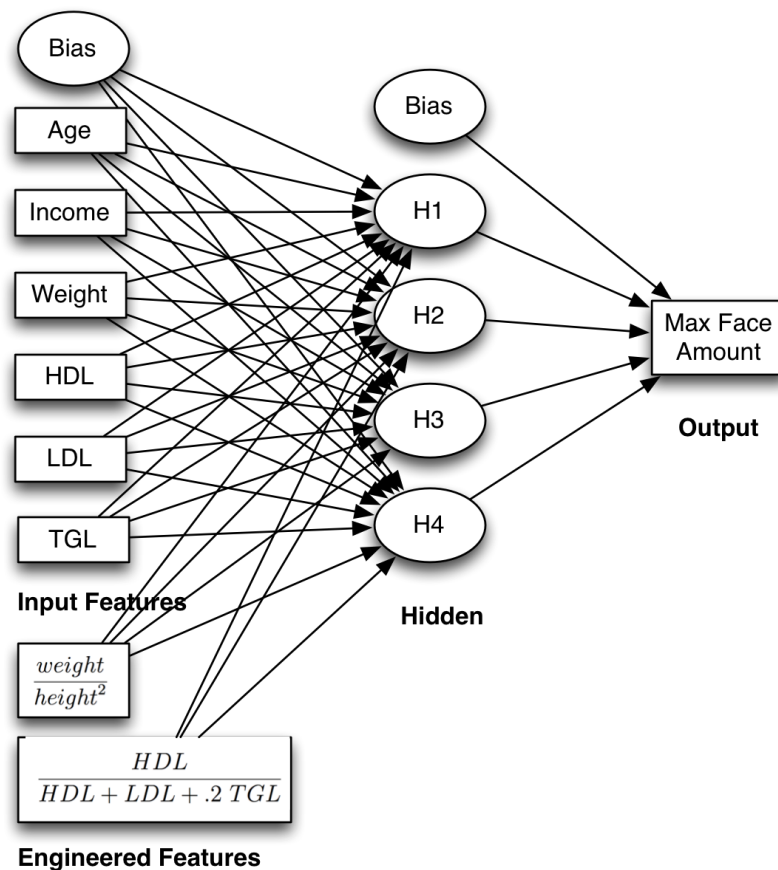 Bias
Age
Income
Weight
HDL
LDL
TGL
Input Features
weight
height²
HDL
HDL + LDL + .2 TGL
Engineered Features
Bias
H1
H2
H3
H4
Hidden
Max Face
Amount
Output